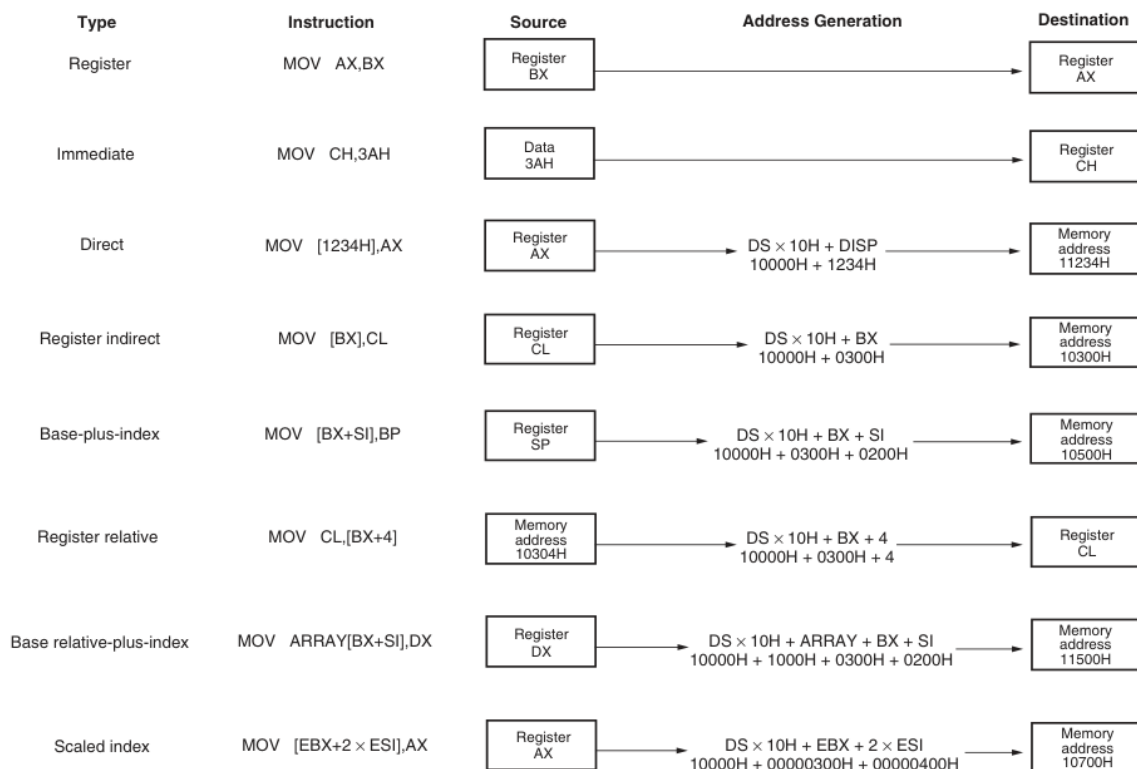 Type Instruction Source Address Generation Destination
Register MOV AX,BX Register BX Register AX
Immediate MOV CH,3AH Data 3AH Register CH
Direct MOV [1234H],AX Register AX DS × 10H + DISP 10000H + 1234H Memory address 11234H
Register indirect MOV [BX],CL Register CL DS × 10H + BX 10000H + 0300H Memory address 10300H
Base-plus-index MOV [BX+SI],BP Register SP DS × 10H + BX + SI 10000H + 0300H + 0200H Memory address 10500H
Register relative MOV CL,[BX+4] Memory address 10304H DS × 10H + BX + 4 10000H + 0300H + 4 Register CL
Base relative-plus-index MOV ARRAY[BX+SI],DX Register DX DS × 10H + ARRAY + BX + SI 10000H + 1000H + 0300H + 0200H Memory address 11500H
Scaled index MOV [EBX+2 × ESI],AX Register AX DS × 10H + EBX + 2 × ESI 10000H + 00000300H + 00000400H Memory address 10700H